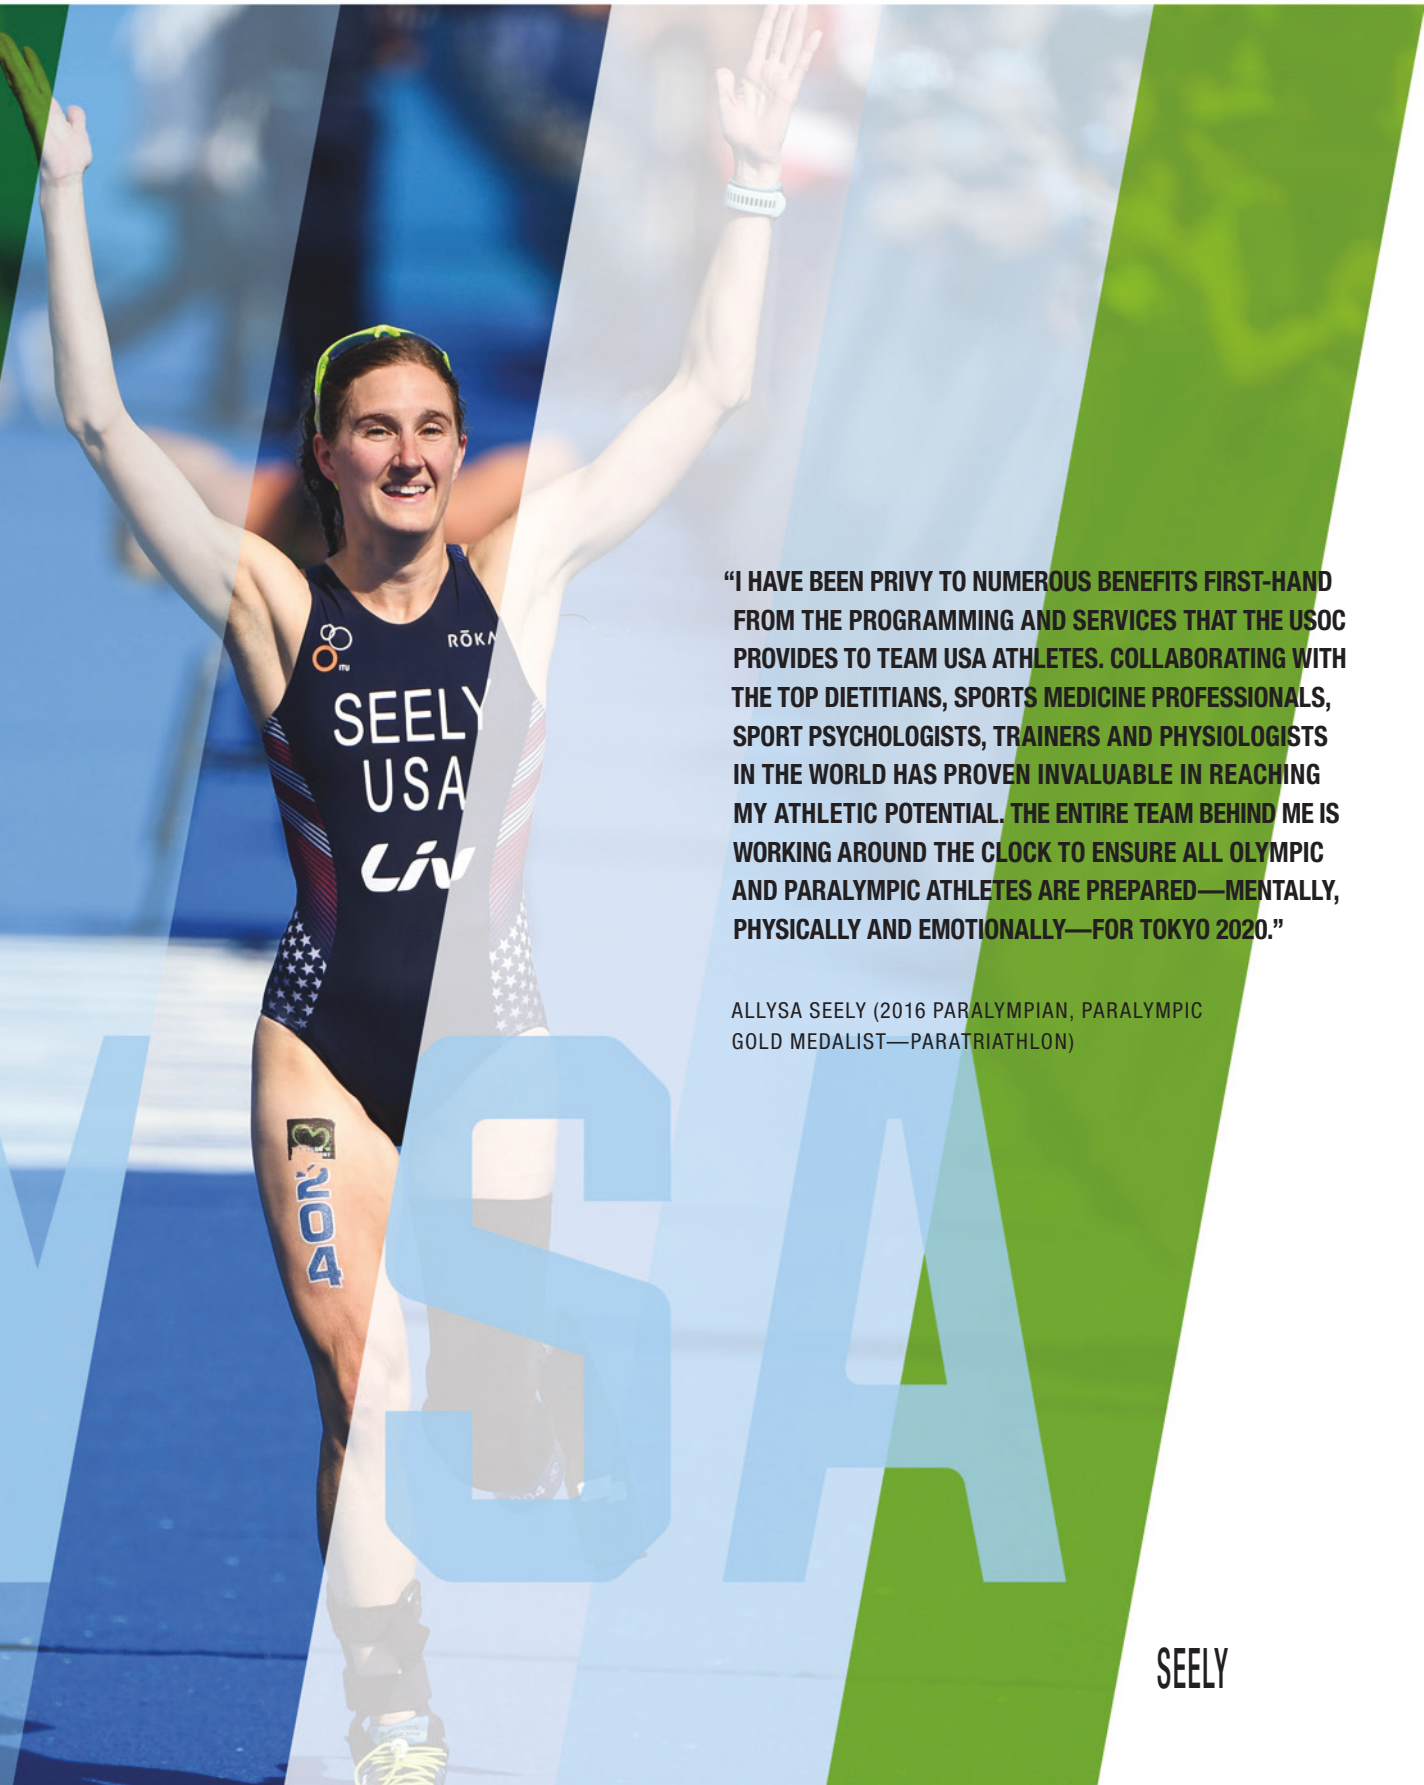 RŌKA
ITU
SEELY
USA
Liv
204
“I HAVE BEEN PRIVY TO NUMEROUS BENEFITS FIRST-HAND
FROM THE PROGRAMMING AND SERVICES THAT THE USOC
PROVIDES TO TEAM USA ATHLETES. COLLABORATING WITH
THE TOP DIETITIANS, SPORTS MEDICINE PROFESSIONALS,
SPORT PSYCHOLOGISTS, TRAINERS AND PHYSIOLOGISTS
IN THE WORLD HAS PROVEN INVALUABLE IN REACHING
MY ATHLETIC POTENTIAL. THE ENTIRE TEAM BEHIND ME IS
WORKING AROUND THE CLOCK TO ENSURE ALL OLYMPIC
AND PARALYMPIC ATHLETES ARE PREPARED—MENTALLY,
PHYSICALLY AND EMOTIONALLY—FOR TOKYO 2020.”
ALLYSA SEELY (2016 PARALYMPIAN, PARALYMPIC
GOLD MEDALIST—PARATRIATHLON)
YSA
SEELY